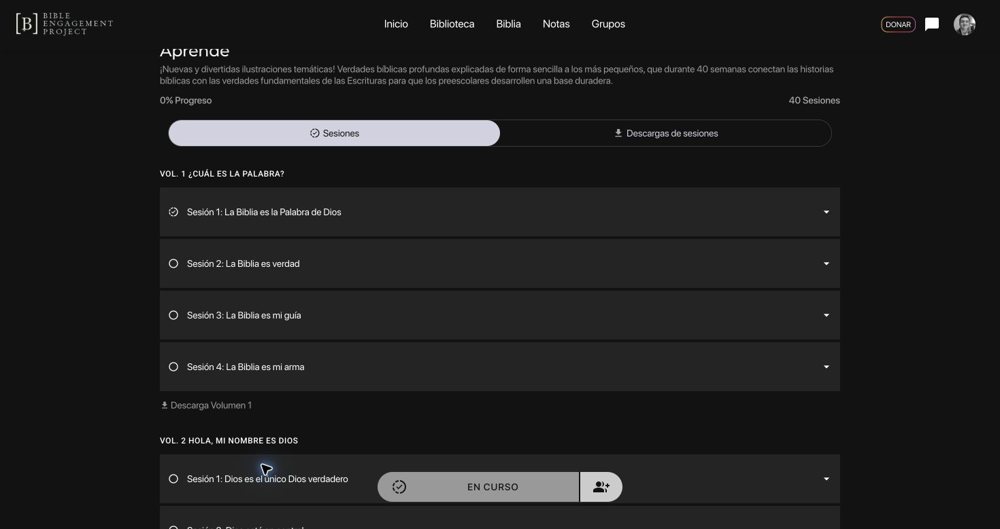 BIBLE
ENGAGEMENT
PROJECT
Inicio
Biblioteca
Biblia
Notas
Grupos
DONAR
Aprende
¡Nuevas y divertidas ilustraciones temáticas! Verdades bíblicas profundas explicadas de forma sencilla a los más pequeños, que durante 40 semanas conectan las historias
bíblicas con las verdades fundamentales de las Escrituras para que los preescolares desarrollen una base duradera.
0% Progreso
40 Sesiones
Sesiones
Descargas de sesiones
VOL. 1 ¿CUÁL ES LA PALABRA?
Sesión 1: La Biblia es la Palabra de Dios
Sesión 2: La Biblia es verdad
Sesión 3: La Biblia es mi guía
Sesión 4: La Biblia es mi arma
Descarga Volumen 1
VOL. 2 HOLA, MI NOMBRE ES DIOS
Sesión 1: Dios es el único Dios verdadero
EN CURSO